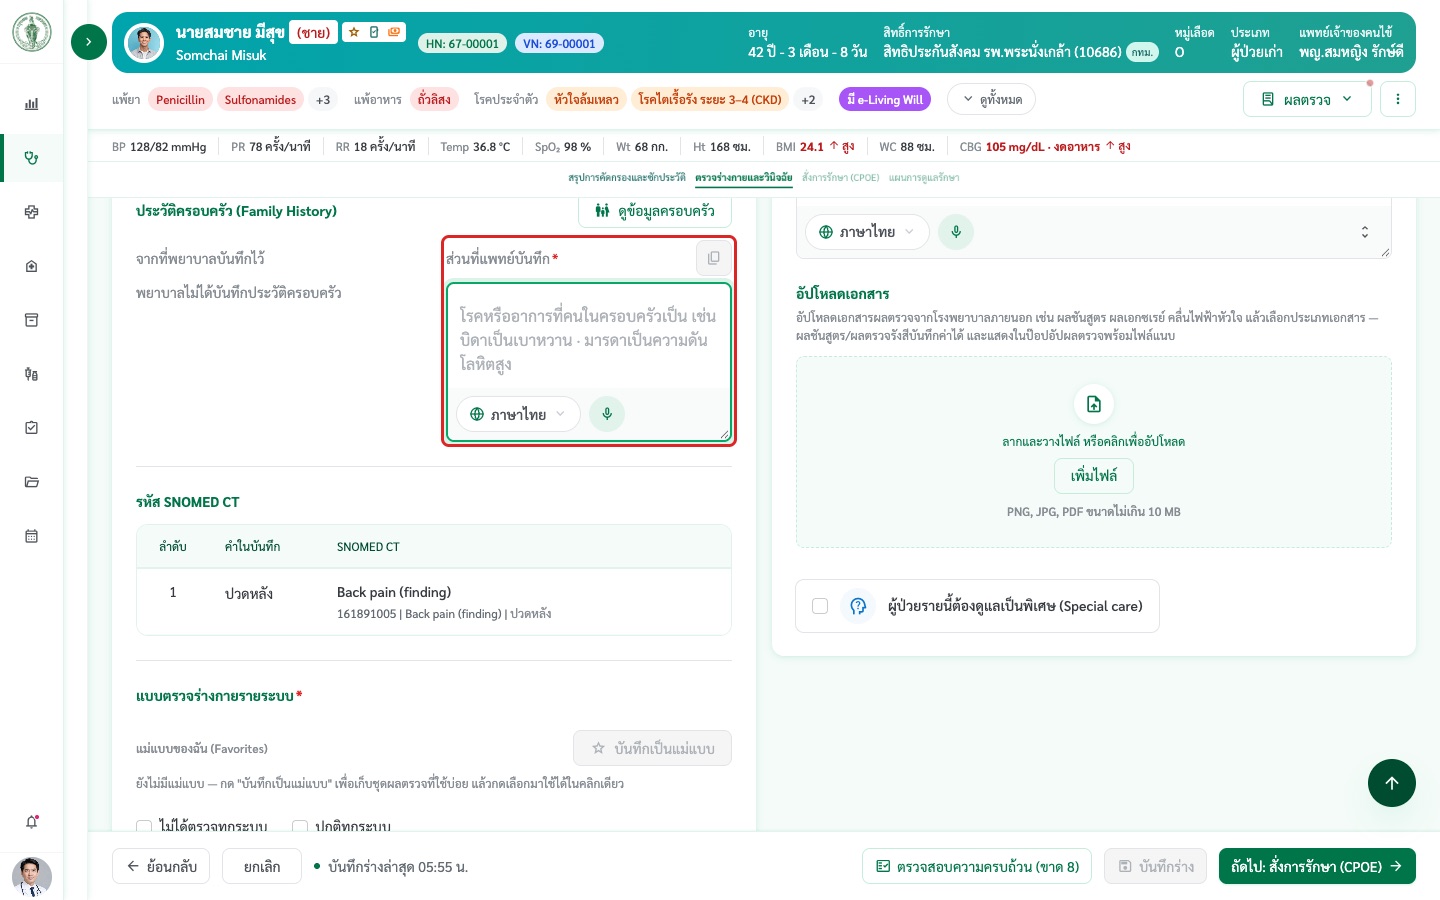 นายสมชาย มีสุข (ชาย)
Somchai Misuk
HN: 67-00001
VN: 69-00001
อายุ
42 ปี - 3 เดือน - 8 วัน
สิทธิ์การรักษา
สิทธิประกันสังคม รพ.พระนั่งเกล้า (10686) กทม.
หมู่เลือด
O
ประเภท
ผู้ป่วยเก่า
แพทย์เจ้าของคนไข้
พญ.สมหญิง รักษ์ดี
แพ้ยา Penicillin Sulfonamides +3 แพ้อาหาร ถั่วลิสง โรคประจำตัว หัวใจล้มเหลว โรคไตเรื้อรัง ระยะ 3–4 (CKD) +2 มี e-Living Will ดูทั้งหมด
ผลตรวจ
BP 128/82 mmHg PR 78 ครั้ง/นาที RR 18 ครั้ง/นาที Temp 36.8 °C SpO₂ 98 % Wt 68 กก. Ht 168 ซม. BMI 24.1 ↑ สูง WC 88 ซม. CBG 105 mg/dL · งดอาหาร ↑ สูง
สรุปการคัดกรองและซักประวัติ ตรวจร่างกายและวินิจฉัย สั่งการรักษา (CPOE) แผนการดูแลรักษา
ประวัติครอบครัว (Family History)
ดูข้อมูลครอบครัว
จากที่พยาบาลบันทึกไว้
พยาบาลไม่ได้บันทึกประวัติครอบครัว
ส่วนที่แพทย์บันทึก *
โรคหรืออาการที่คนในครอบครัวเป็น เช่น
บิดาเป็นเบาหวาน · มารดาเป็นความดัน
โลหิตสูง
ภาษาไทย
รหัส SNOMED CT
ลำดับ คำในบันทึก SNOMED CT
1 ปวดหลัง Back pain (finding)
161891005 | Back pain (finding) | ปวดหลัง
แบบตรวจร่างกายรายระบบ *
แม่แบบของฉัน (Favorites)
บันทึกเป็นแม่แบบ
ยังไม่มีแม่แบบ — กด "บันทึกเป็นแม่แบบ" เพื่อเก็บชุดผลตรวจที่ใช้บ่อย แล้วกดเลือกมาใช้ได้ในคลิกเดียว
ไม่ได้ตรวจทุกระบบ ปกติทุกระบบ
ภาษาไทย
อัปโหลดเอกสาร
อัปโหลดเอกสารผลตรวจจากโรงพยาบาลภายนอก เช่น ผลชันสูตร ผลเอกซเรย์ คลื่นไฟฟ้าหัวใจ แล้วเลือกประเภทเอกสาร —
ผลชันสูตร/ผลตรวจรังสีบันทึกค่าได้ และแสดงในป๊อปอัปผลตรวจพร้อมไฟล์แนบ
ลากและวางไฟล์ หรือคลิกเพื่ออัปโหลด
เพิ่มไฟล์
PNG, JPG, PDF ขนาดไม่เกิน 10 MB
ผู้ป่วยรายนี้ต้องดูแลเป็นพิเศษ (Special care)
ย้อนกลับ
ยกเลิก
บันทึกร่างล่าสุด 05:55 น.
ตรวจสอบความครบถ้วน (ขาด 8)
บันทึกร่าง
ถัดไป: สั่งการรักษา (CPOE)